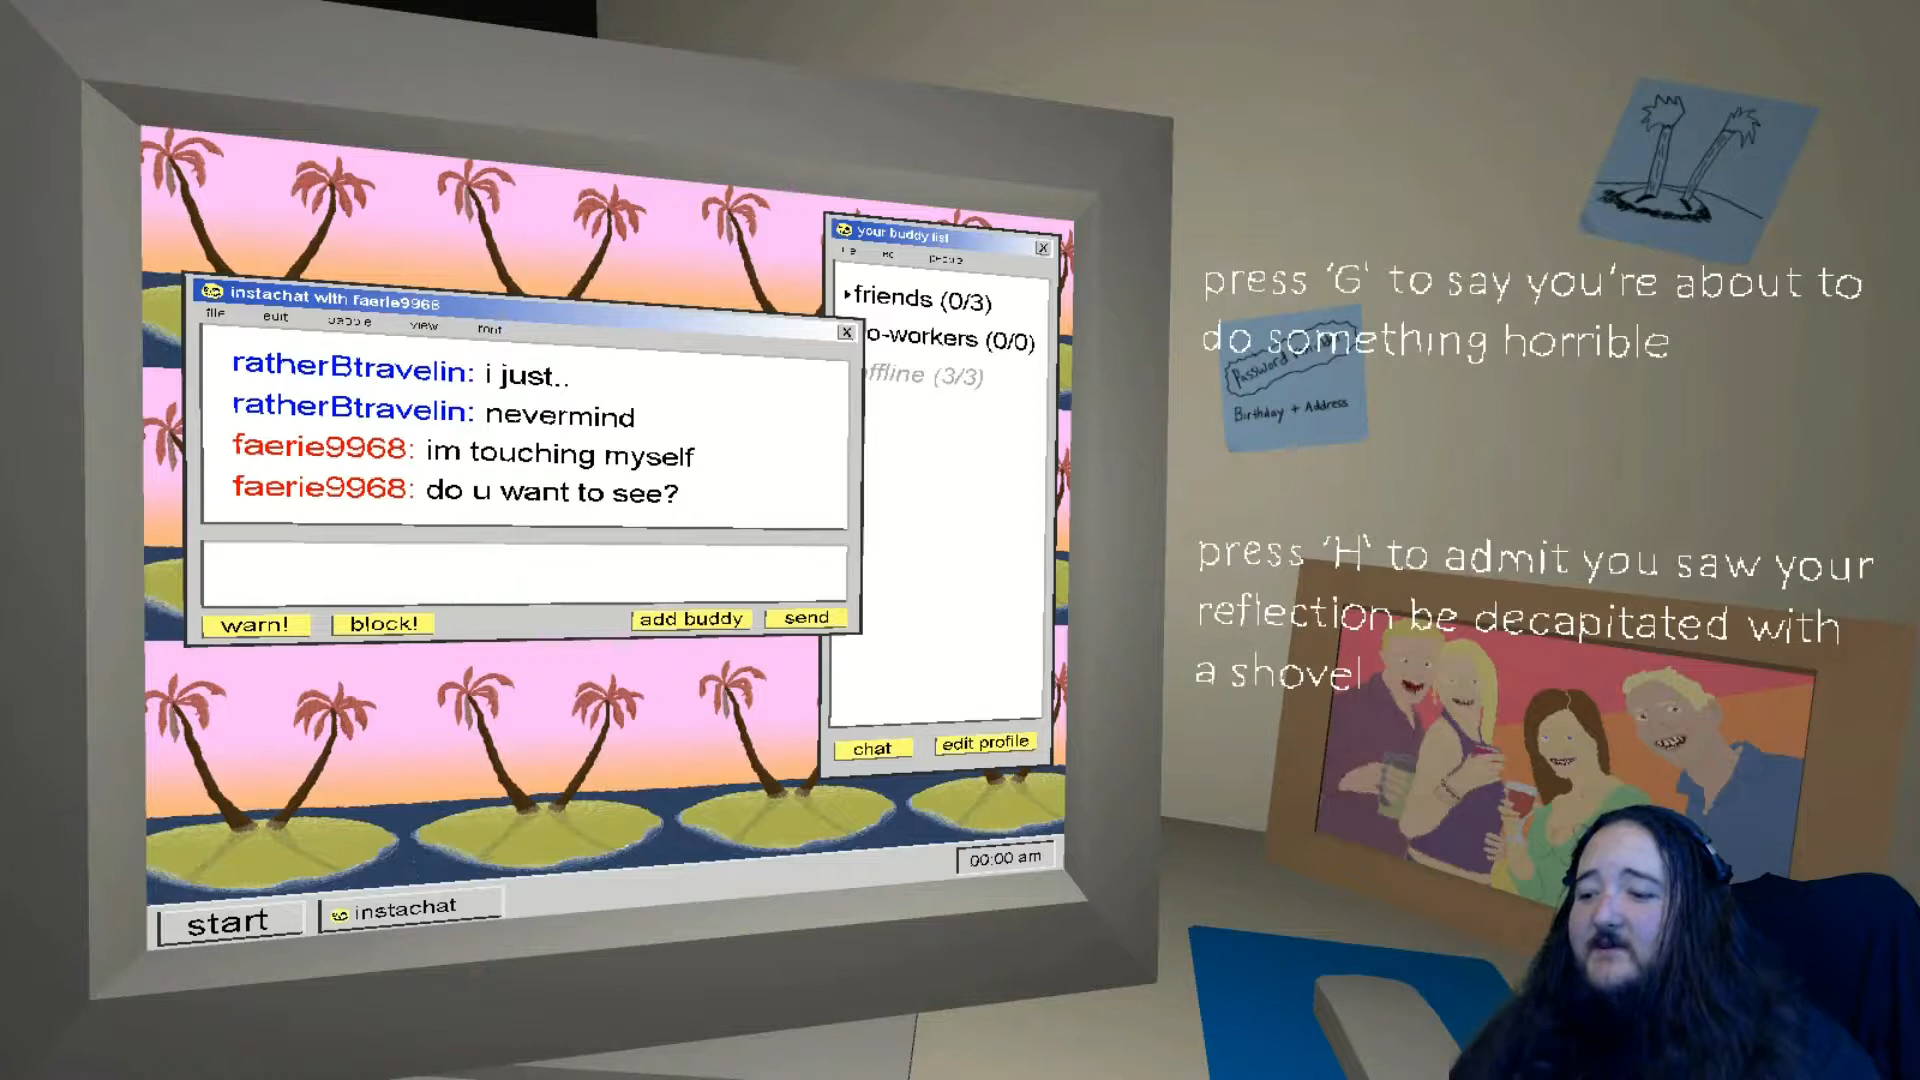 your buddy list
friends (0/3)
o-workers (0/0)
ffline (3/3)
chat
edit profile
instachat with faerie9968
file edit people view font
ratherBtravelin: i just..
ratherBtravelin: nevermind
faerie9968: im touching myself
faerie9968: do u want to see?
warn!
block!
add buddy
send
start
instachat
00:00 am
press 'G' to say you're about to
do something horrible
Password
Birthday + Address
press 'H' to admit you saw your
reflection be decapitated with
a shovel